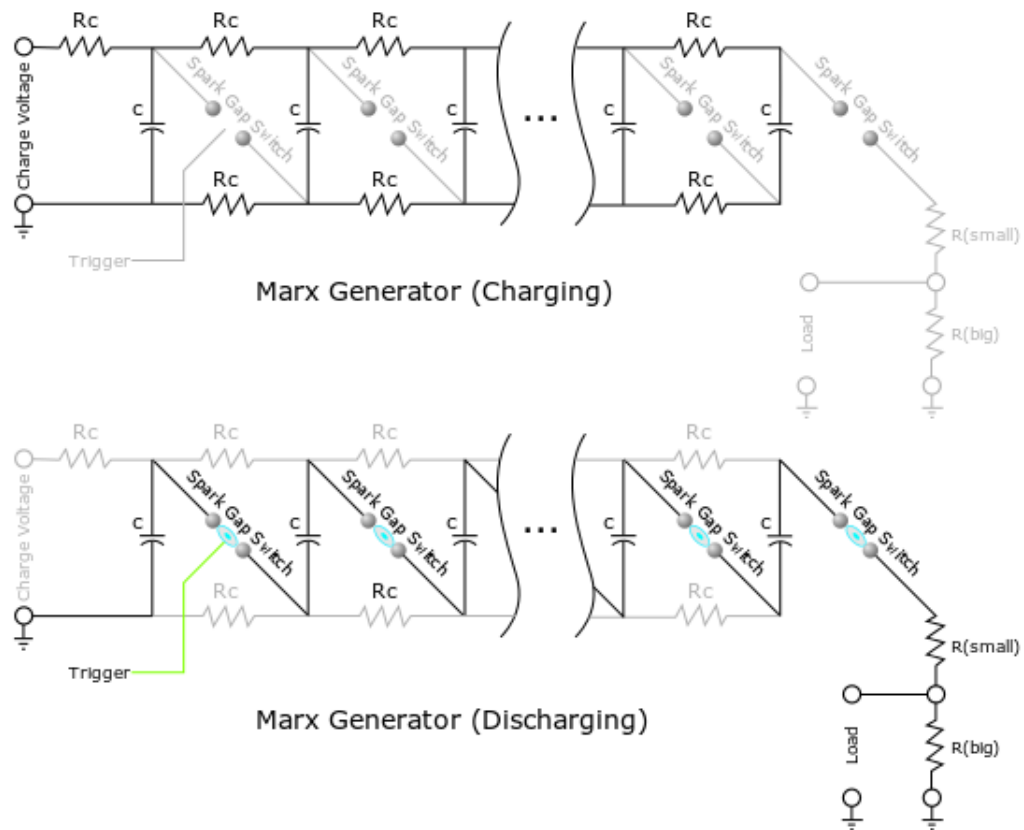 Rc Rc Rc Rc
Charge Voltage
c c c ... c c
Spark Gap Switch Spark Gap Switch Spark Gap Switch Spark Gap Switch
Rc Rc Rc
Trigger
R(small)
Marx Generator (Charging)
Load
R(big)
Rc Rc Rc Rc
Charge Voltage
c c c ... c c
Spark Gap Switch Spark Gap Switch Spark Gap Switch Spark Gap Switch
Rc Rc Rc
Trigger
R(small)
Marx Generator (Discharging)
Load
R(big)